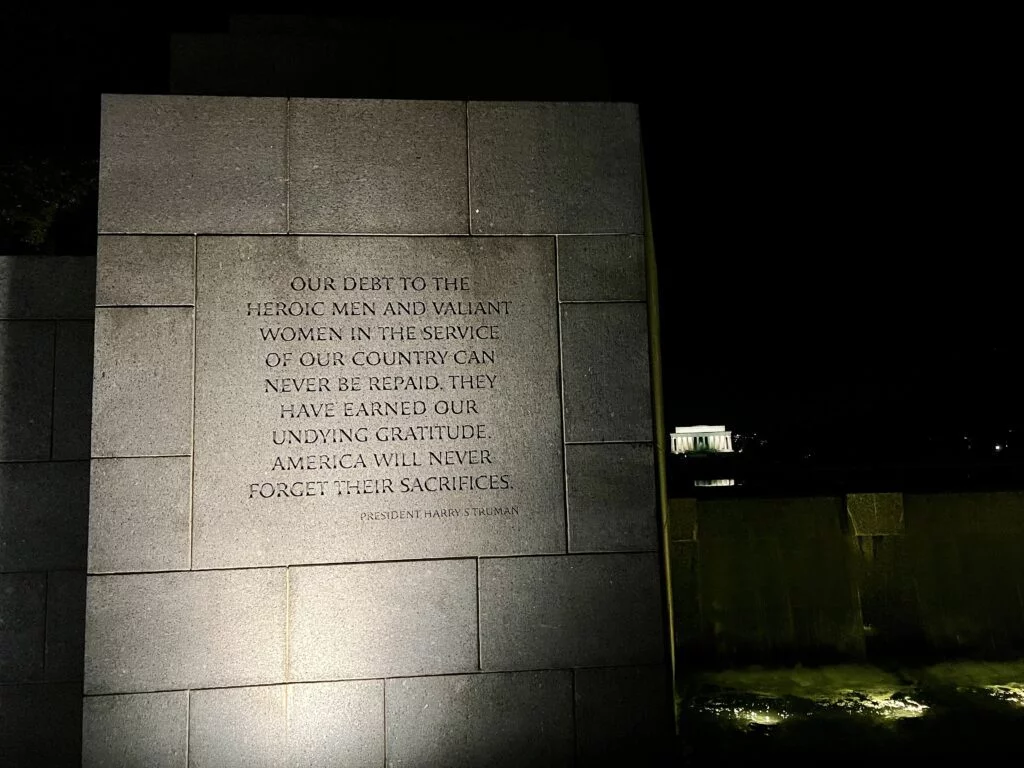 OUR DEBT TO THE
HEROIC MEN AND VALIANT
WOMEN IN THE SERVICE
OF OUR COUNTRY CAN
NEVER BE REPAID. THEY
HAVE EARNED OUR
UNDYING GRATITUDE.
AMERICA WILL NEVER
FORGET THEIR SACRIFICES.
PRESIDENT HARRY S TRUMAN